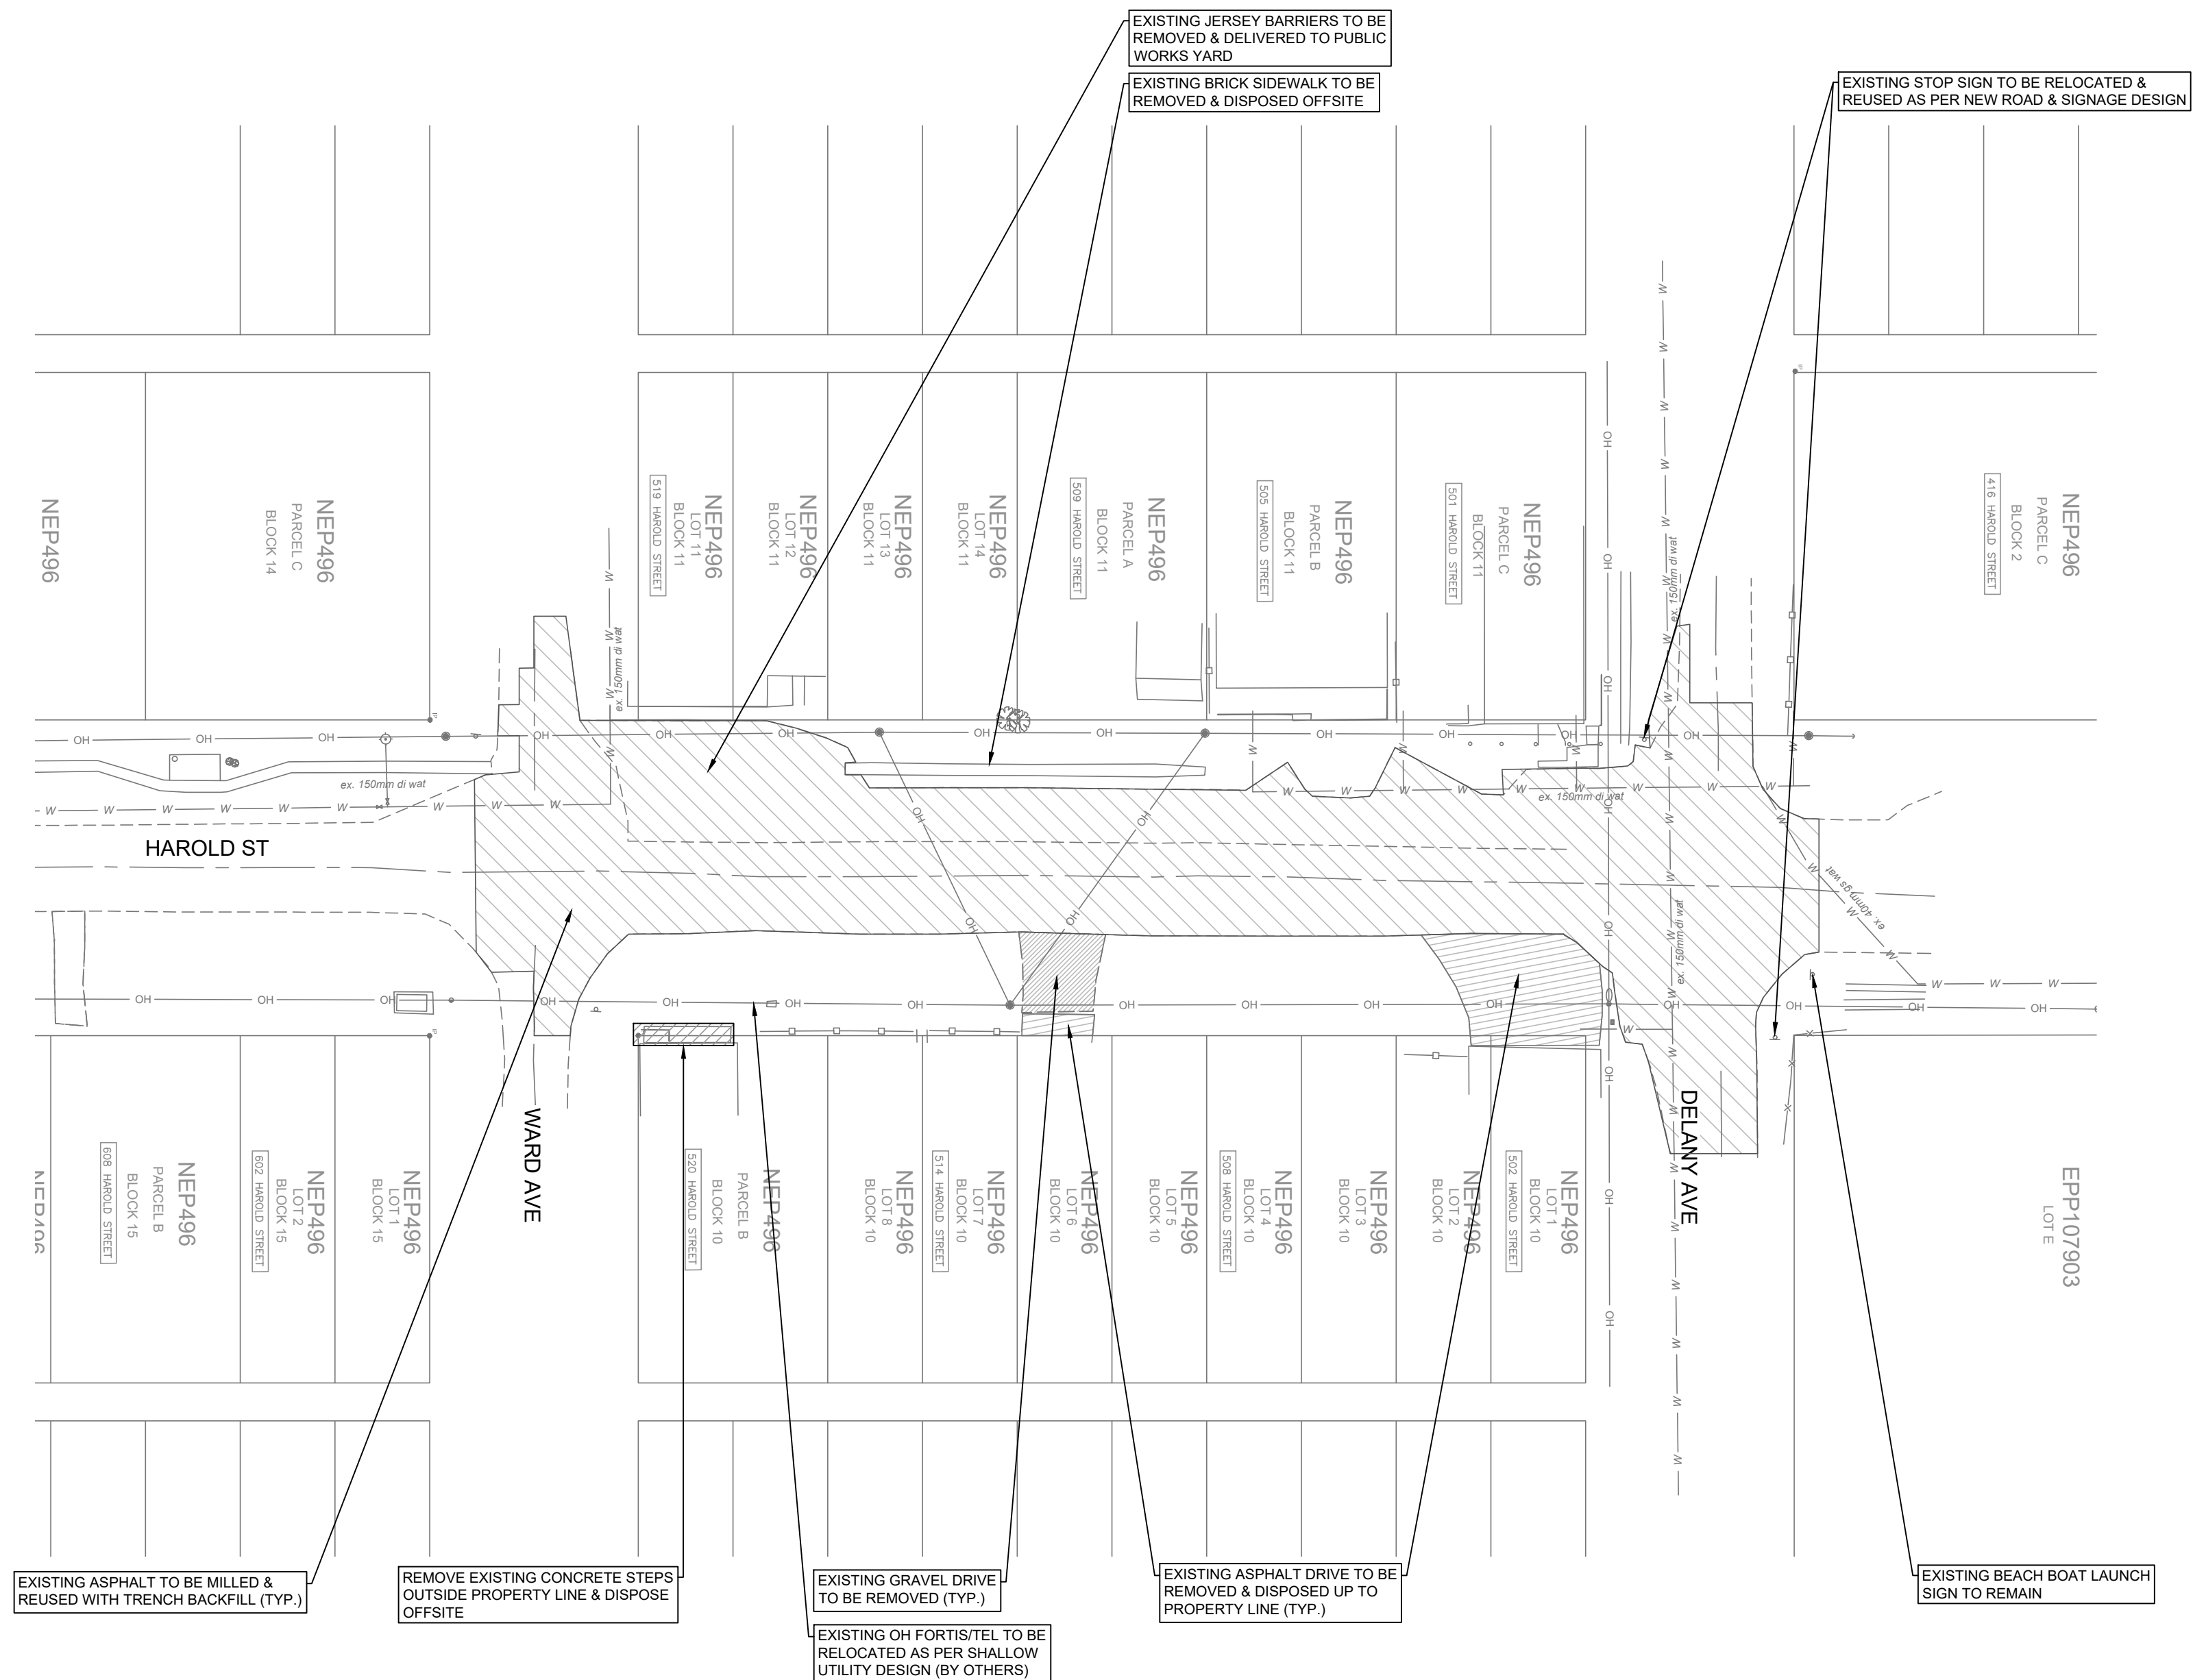 EXISTING JERSEY BARRIERS TO BE
REMOVED & DELIVERED TO PUBLIC
WORKS YARD
EXISTING BRICK SIDEWALK TO BE
REMOVED & DISPOSED OFFSITE
EXISTING STOP SIGN TO BE RELOCATED &
REUSED AS PER NEW ROAD & SIGNAGE DESIGN
NEP496
NEP496
PARCEL C
BLOCK 14
NEP496
LOT 11
BLOCK 11
519 HAROLD STREET
NEP496
LOT 12
BLOCK 11
NEP496
LOT 13
BLOCK 11
NEP496
LOT 14
BLOCK 11
NEP496
PARCEL A
BLOCK 11
509 HAROLD STREET
NEP496
PARCEL B
BLOCK 11
505 HAROLD STREET
NEP496
PARCEL C
BLOCK 11
501 HAROLD STREET
NEP496
PARCEL C
BLOCK 2
416 HAROLD STREET
ex. 150mm di wat
ex. 150mm di wat
ex. 150mm di wat
ex. 150mm di wat
ex. 150mm di wat
ex. 40mm gs wat
HAROLD ST
WARD AVE
DELANY AVE
NEP496
NEP496
PARCEL B
BLOCK 15
608 HAROLD STREET
NEP496
LOT 2
BLOCK 15
602 HAROLD STREET
NEP496
LOT 1
BLOCK 15
NEP496
PARCEL B
BLOCK 10
520 HAROLD STREET
NEP496
LOT 8
BLOCK 10
NEP496
LOT 7
BLOCK 10
514 HAROLD STREET
NEP496
LOT 6
BLOCK 10
NEP496
LOT 5
BLOCK 10
NEP496
LOT 4
BLOCK 10
508 HAROLD STREET
NEP496
LOT 3
BLOCK 10
NEP496
LOT 2
BLOCK 10
NEP496
LOT 1
BLOCK 10
502 HAROLD STREET
EPP107903
LOT E
EXISTING ASPHALT TO BE MILLED &
REUSED WITH TRENCH BACKFILL (TYP.)
REMOVE EXISTING CONCRETE STEPS
OUTSIDE PROPERTY LINE & DISPOSE
OFFSITE
EXISTING GRAVEL DRIVE
TO BE REMOVED (TYP.)
EXISTING OH FORTIS/TEL TO BE
RELOCATED AS PER SHALLOW
UTILITY DESIGN (BY OTHERS)
EXISTING ASPHALT DRIVE TO BE
REMOVED & DISPOSED UP TO
PROPERTY LINE (TYP.)
EXISTING BEACH BOAT LAUNCH
SIGN TO REMAIN